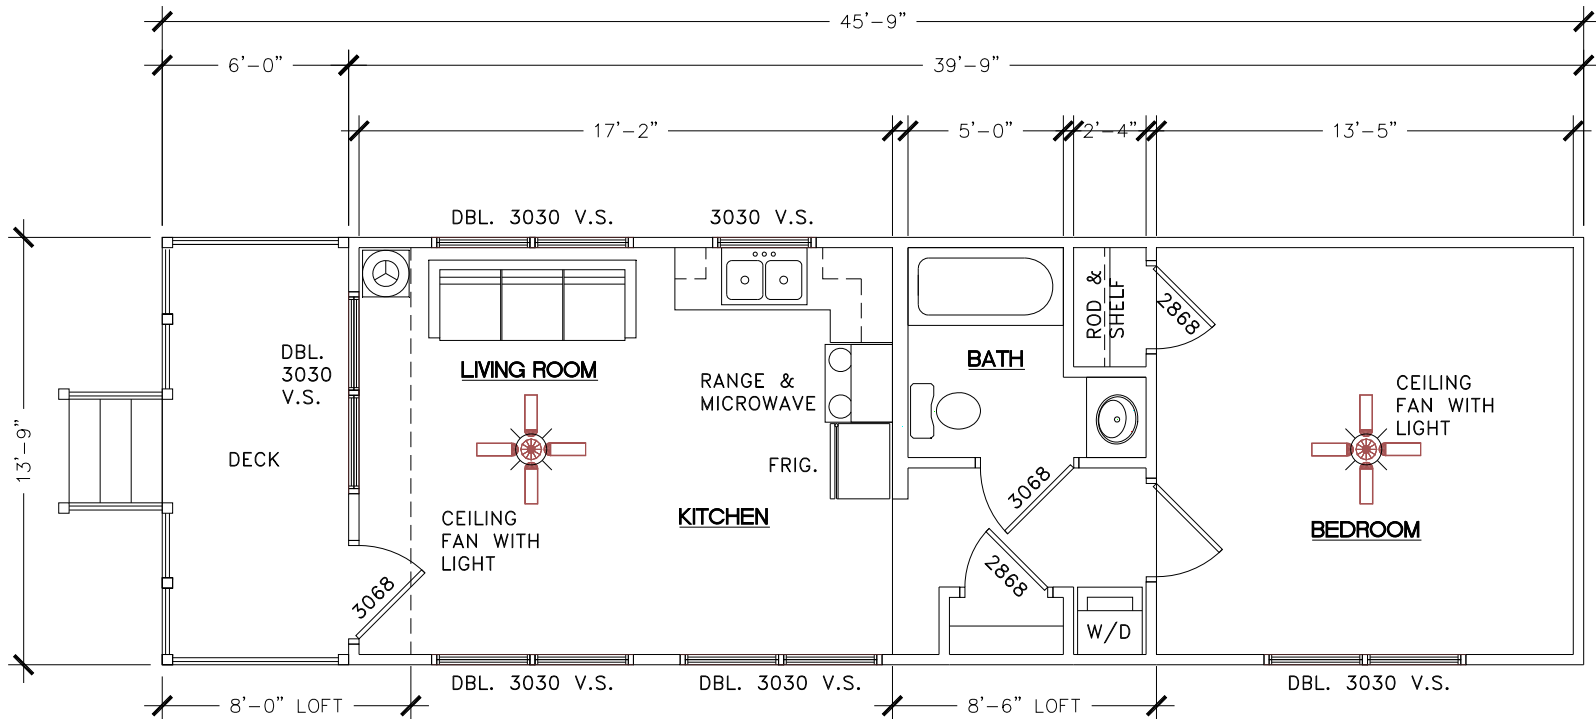 45'-9"
6'-0"
39'-9"
17'-2"
5'-0"
2'-4"
13'-5"
DBL. 3030 V.S.
3030 V.S.
ROD &
SHELF
2868
DBL.
3030
V.S.
LIVING ROOM
BATH
RANGE &
MICROWAVE
CEILING
FAN WITH
LIGHT
13'-9"
DECK
FRIG.
3068
KITCHEN
CEILING
FAN WITH
LIGHT
BEDROOM
3068
2868
W/D
DBL. 3030 V.S.
DBL. 3030 V.S.
DBL. 3030 V.S.
8'-0" LOFT
8'-6" LOFT